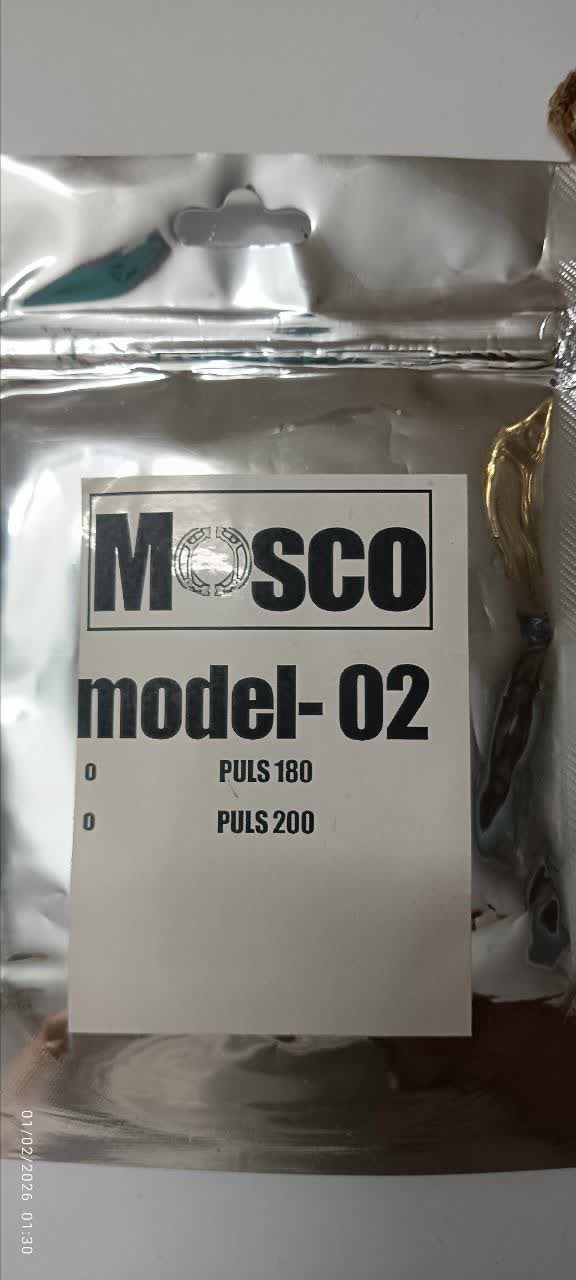 MOSCO
model- 02
0 PULS 180
0 PULS 200
01/02/2026 01:30